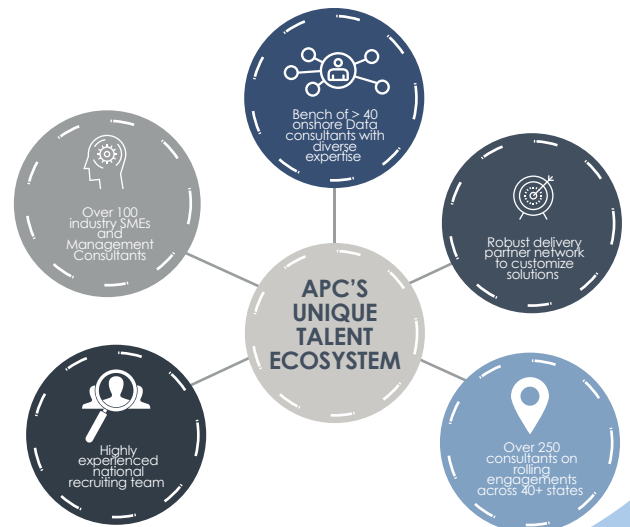 Bench of > 40
onshore Data
consultants with
diverse
expertise
Over 100
industry SMEs
and
Management
Consultants
Robust delivery
partner network
to customize
solutions
APC'S
UNIQUE
TALENT
ECOSYSTEM
Highly
experienced
national
recruiting team
Over 250
consultants on
rolling
engagements
across 40+ states